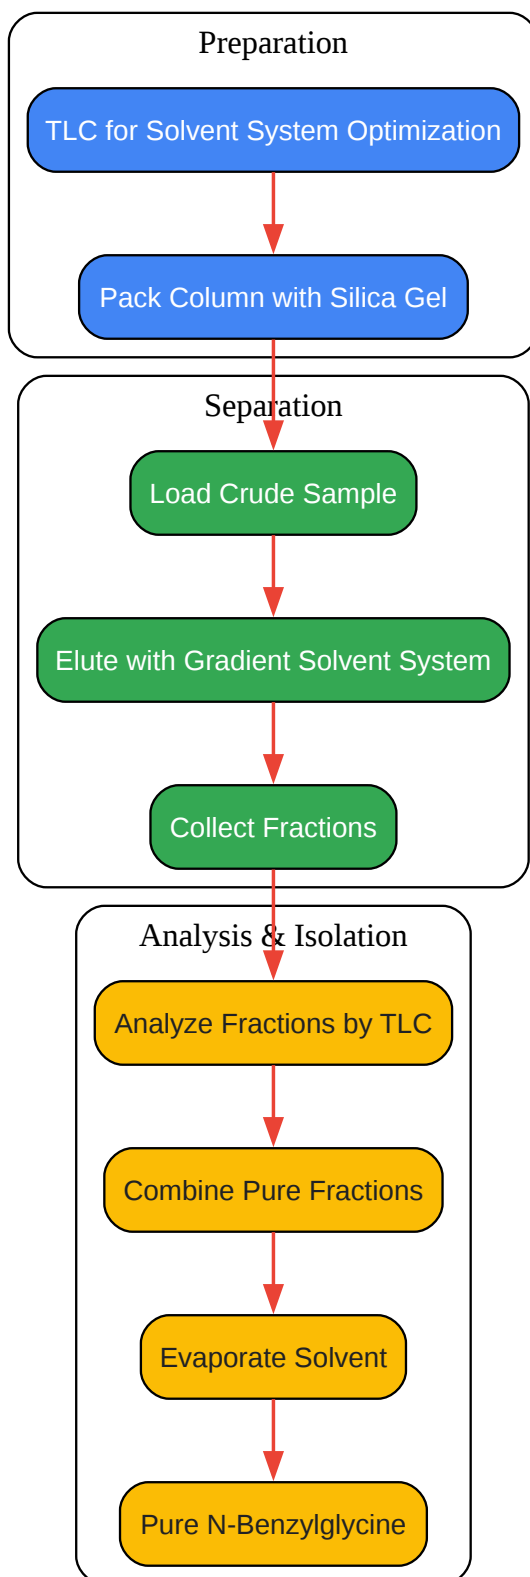 Preparation
TLC for Solvent System Optimization
Pack Column with Silica Gel
Separation
Load Crude Sample
Elute with Gradient Solvent System
Collect Fractions
Analysis & Isolation
Analyze Fractions by TLC
Combine Pure Fractions
Evaporate Solvent
Pure N-Benzylglycine